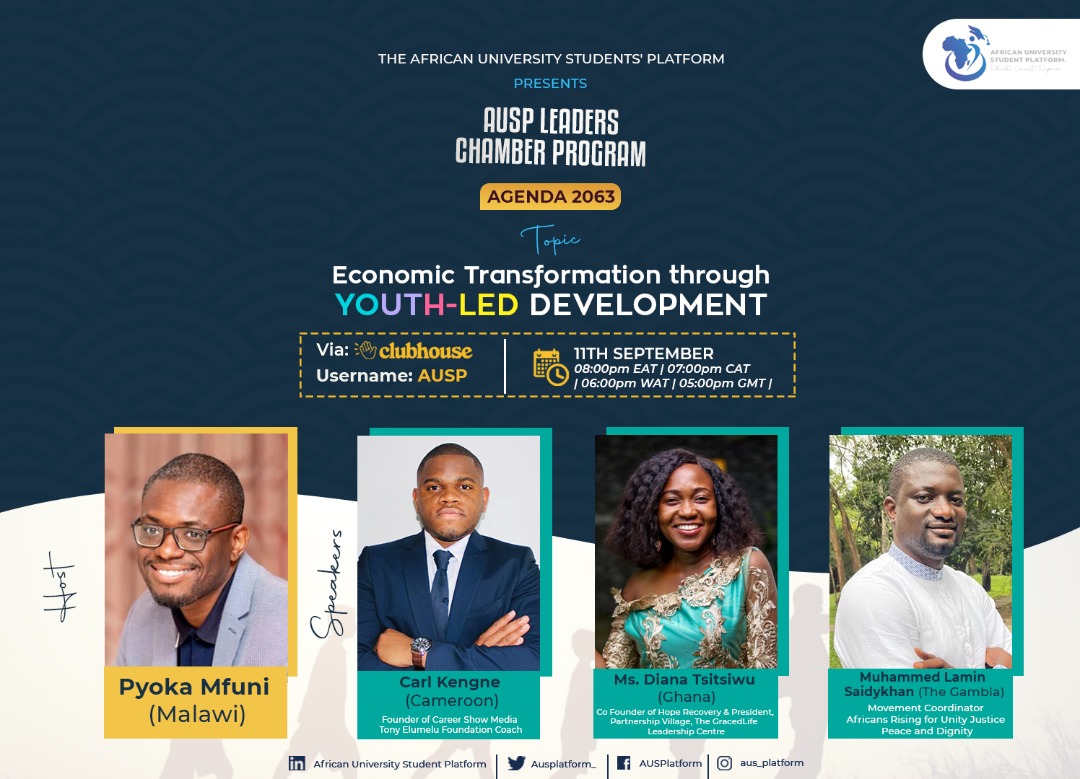 AFRICAN UNIVERSITY
STUDENT PLATFORM.
THE AFRICAN UNIVERSITY STUDENTS' PLATFORM
PRESENTS
AUSP LEADERS
CHAMBER PROGRAM
AGENDA 2063
Topic
Economic Transformation through
YOUTH-LED DEVELOPMENT
Via: clubhouse
Username: AUSP
11TH SEPTEMBER
08:00pm EAT | 07:00pm CAT
| 06:00pm WAT | 05:00pm GMT |
Host
Pyoka Mfuni
(Malawi)
Speakers
Carl Kengne
(Cameroon)
Founder of Career Show Media
Tony Elumelu Foundation Coach
Ms. Diana Tsitsiwu
(Ghana)
Co Founder of Hope Recovery & President,
Partnership Village, The GracedLife
Leadership Centre
Muhammed Lamin
Saidykhan (The Gambia)
Movement Coordinator
Africans Rising for Unity Justice
Peace and Dignity
African University Student Platform
Ausplatform_
AUSPlatform
aus_platform